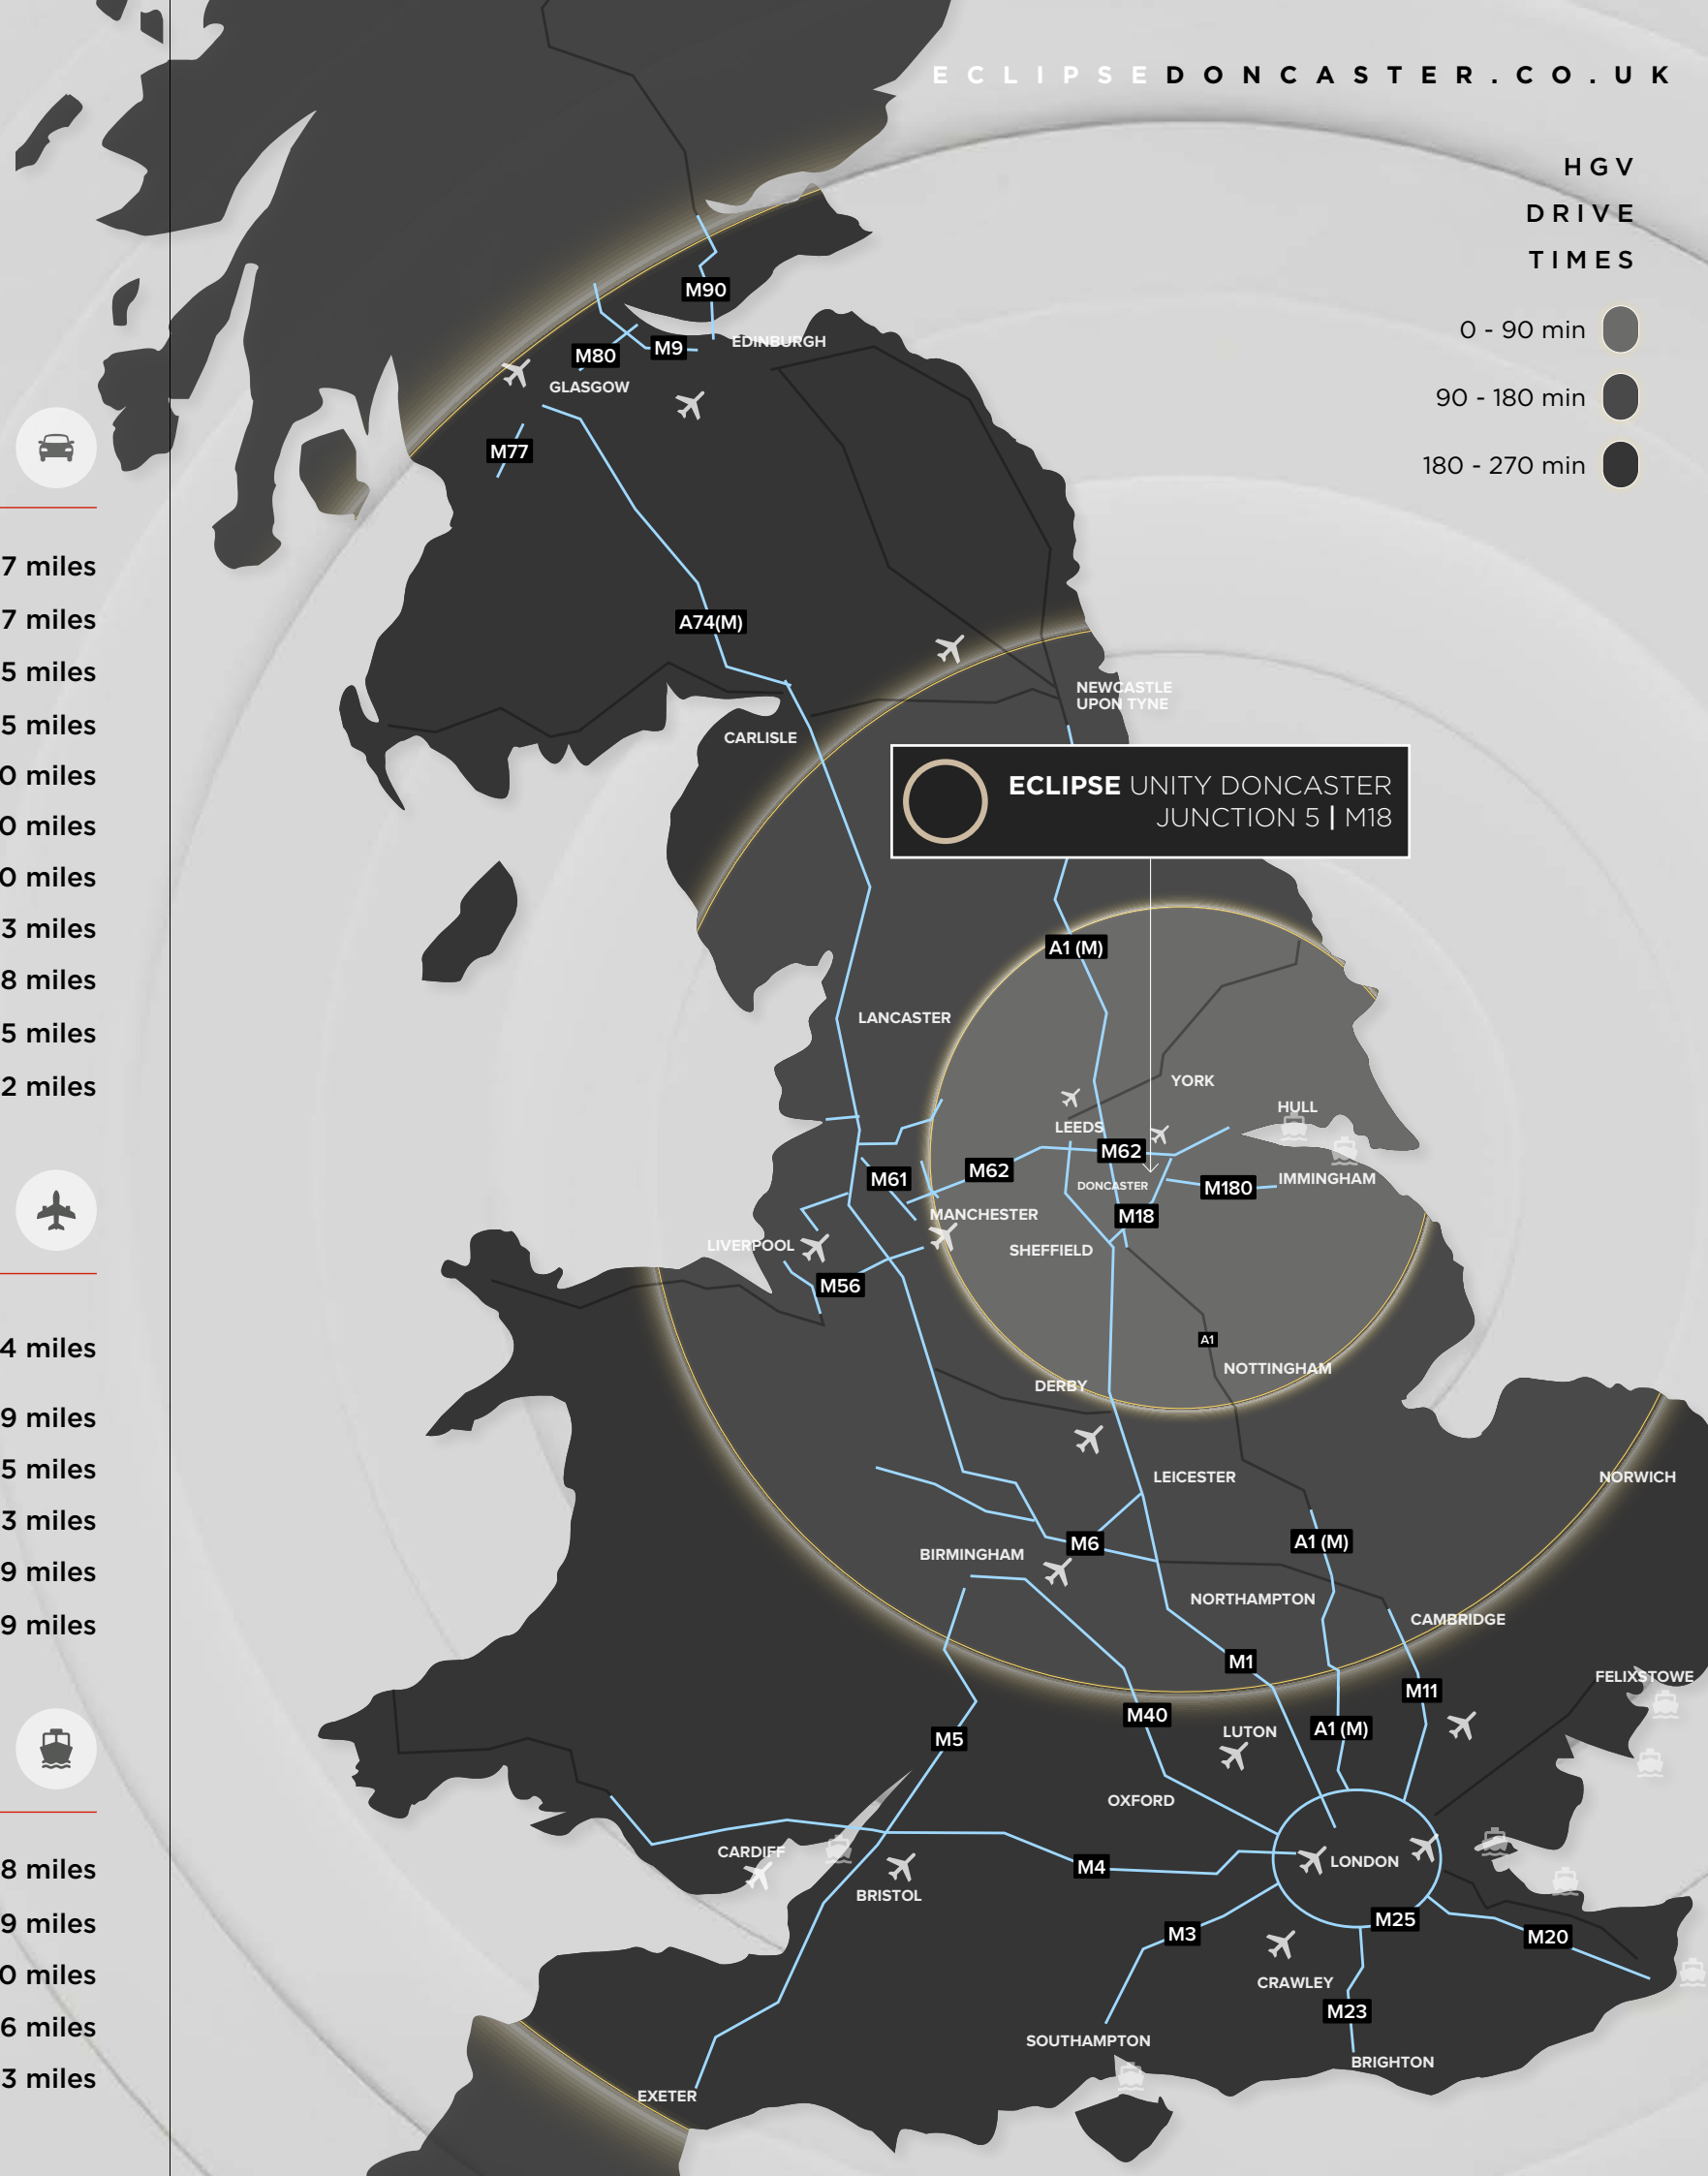 ECLIPSEDONCASTER.CO.UK
HGV
DRIVE
TIMES
0 - 90 min
90 - 180 min
180 - 270 min
7 miles
7 miles
5 miles
5 miles
0 miles
0 miles
0 miles
3 miles
8 miles
5 miles
2 miles
4 miles
9 miles
5 miles
3 miles
9 miles
9 miles
8 miles
9 miles
0 miles
6 miles
3 miles
M90
EDINBURGH
M9
M80
GLASGOW
M77
A74(M)
NEWCASTLE
UPON TYNE
CARLISLE
ECLIPSE UNITY DONCASTER
JUNCTION 5 | M18
A1 (M)
LANCASTER
YORK
HULL
LEEDS
M62
M62
M61
IMMINGHAM
DONCASTER
M180
MANCHESTER
M18
LIVERPOOL
SHEFFIELD
M56
A1
NOTTINGHAM
DERBY
LEICESTER
NORWICH
M6
A1 (M)
BIRMINGHAM
NORTHAMPTON
CAMBRIDGE
M1
FELIXSTOWE
M11
M40
LUTON
A1 (M)
M5
OXFORD
CARDIFF
LONDON
M4
BRISTOL
M25
M3
M20
CRAWLEY
M23
SOUTHAMPTON
BRIGHTON
EXETER